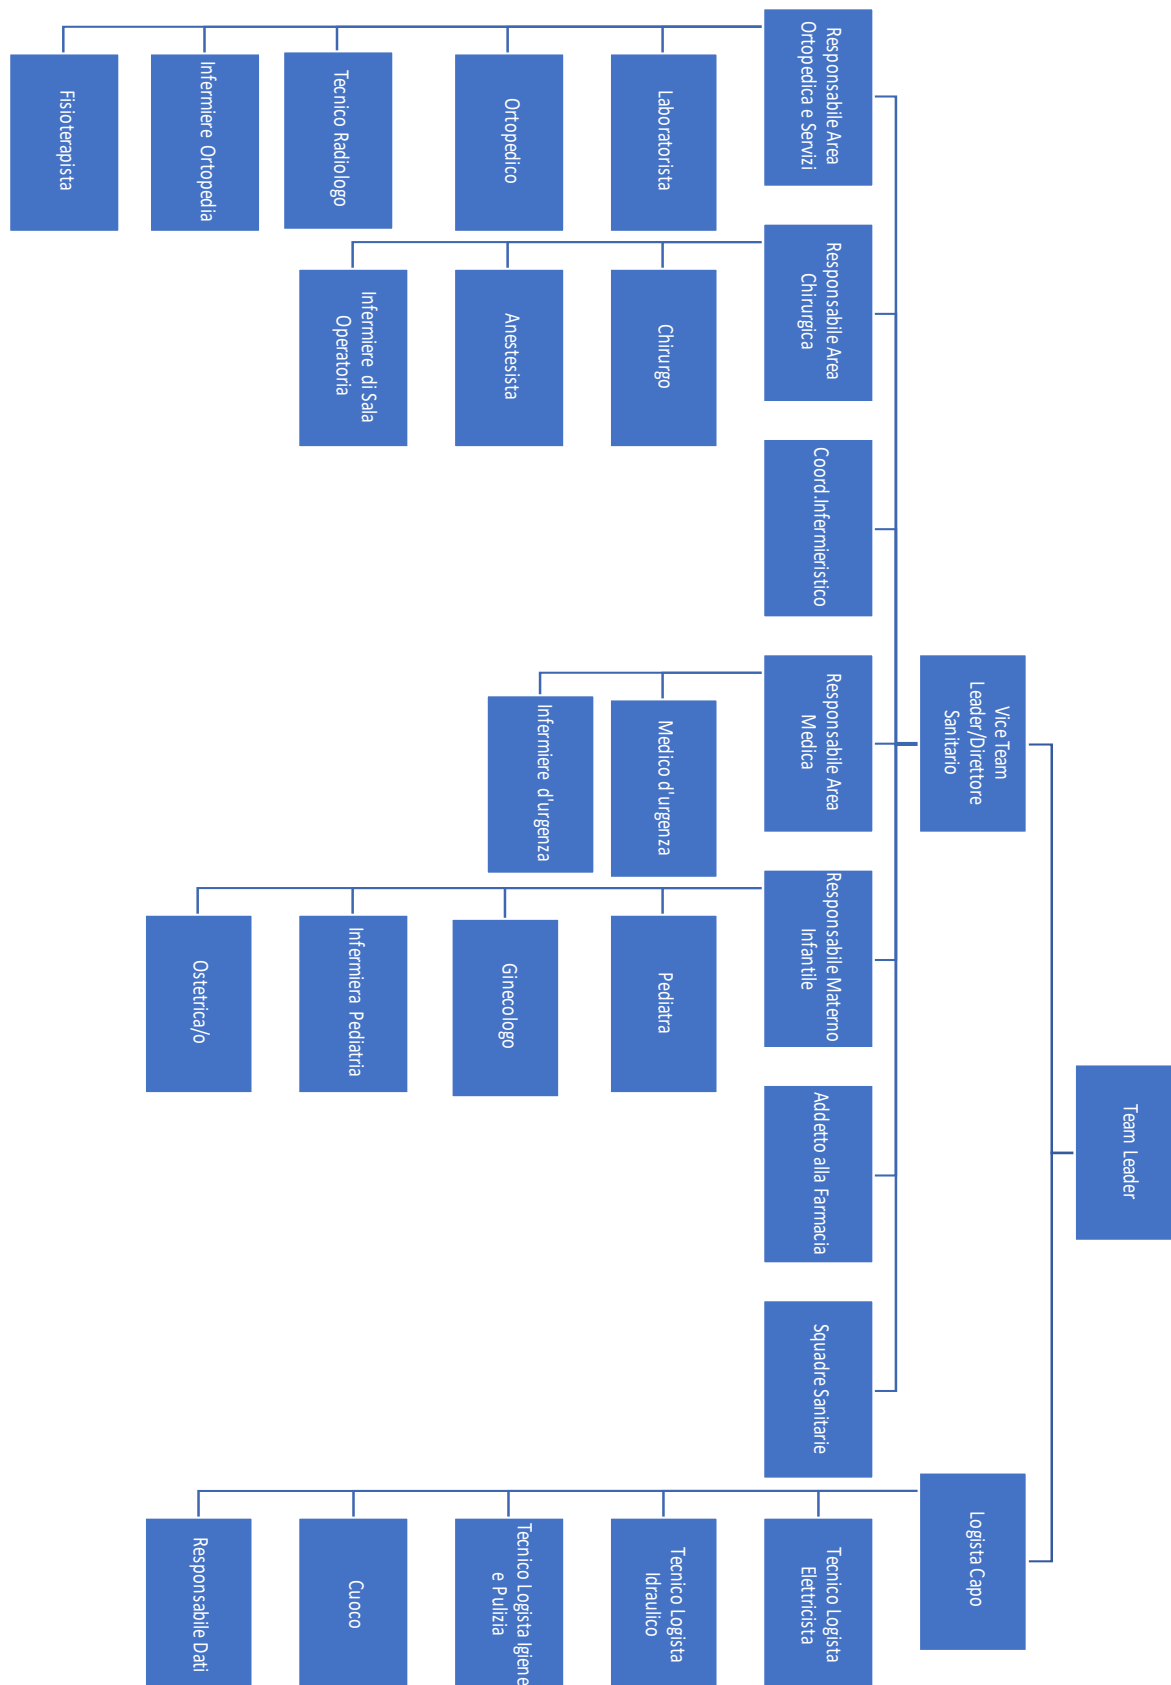 Team Leader
Vice Team
Leader/Direttore
Sanitario
Logista Capo
Responsabile Area
Ortopedica e Servizi
Responsabile Area
Chirurgica
Coord.Infermieristico
Responsabile Area
Medica
Responsabile Materno
Infantile
Addetto alla Farmacia
Squadre Sanitarie
Laboratorista
Ortopedico
Tecnico Radiologo
Infermiere Ortopedia
Fisioterapista
Chirurgo
Anestesista
Infermiere di Sala
Operatoria
Medico d'urgenza
Infermiere d'urgenza
Pediatra
Ginecologo
Infermiera Pediatria
Ostetrica/o
Tecnico Logista
Elettricista
Tecnico Logista
Idraulico
Tecnico Logista Igiene
e Pulizia
Cuoco
Responsabile Dati